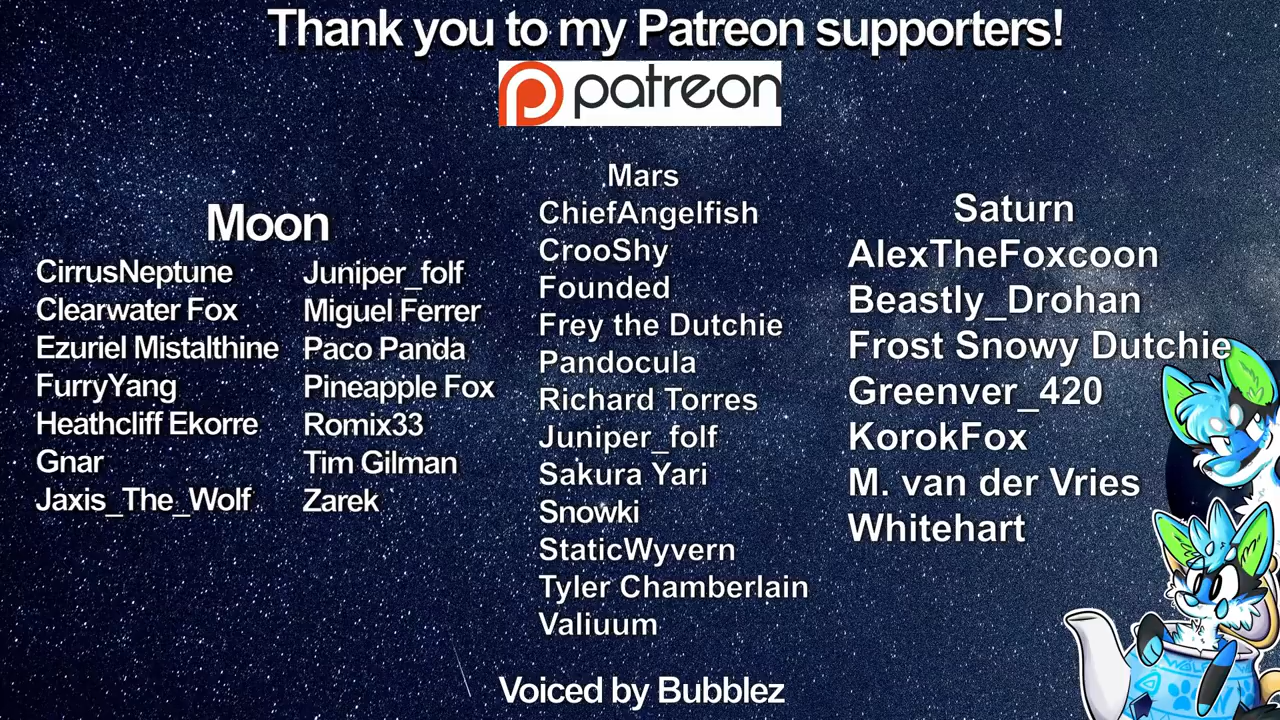 Thank you to my Patreon supporters!
patreon
Moon
CirrusNeptune
Clearwater Fox
Ezuriel Mistalthine
FurryYang
Heathcliff Ekorre
Gnar
Jaxis_The_Wolf
Juniper_folf
Miguel Ferrer
Paco Panda
Pineapple Fox
Romix33
Tim Gilman
Zarek
Mars
ChiefAngelfish
CrooShy
Founded
Frey the Dutchie
Pandocula
Richard Torres
Juniper_folf
Sakura Yari
Snowki
StaticWyvern
Tyler Chamberlain
Valiuum
Saturn
AlexTheFoxcoon
Beastly_Drohan
Frost Snowy Dutchie
Greenver_420
KorokFox
M. van der Vries
Whitehart
Voiced by Bubblez